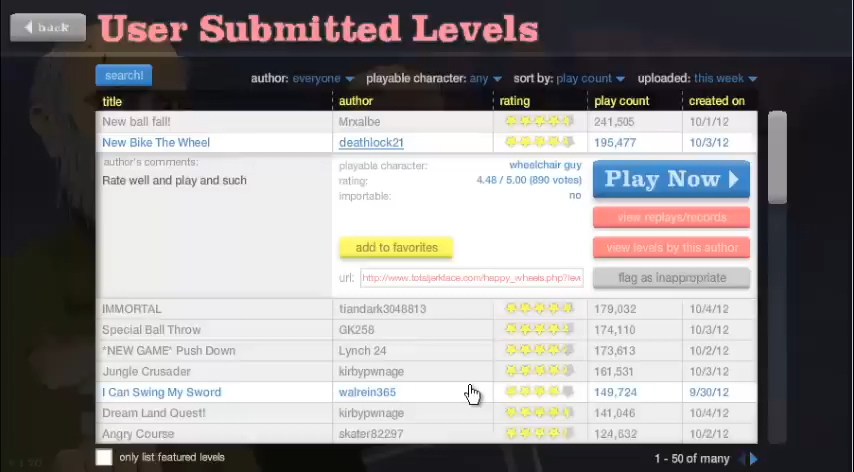 back
User Submitted Levels
search!
author: everyone playable character: any sort by: play count uploaded: this week
title author rating play count created on
New ball fall! Mrxalbe 241,505 10/1/12
New Bike The Wheel deathlock21 195,477 10/3/12
author's comments:
Rate well and play and such
playable character: wheelchair guy
rating: 4.48 / 5.00 (890 votes)
importable: no
Play Now
view replays/records
add to favorites
view levels by this author
url: http://www.totaljerkface.com/happy_wheels.php?lev
flag as inappropriate
IMMORTAL tiandark3048813 179,032 10/4/12
Special Ball Throw GK258 174,110 10/3/12
*NEW GAME* Push Down Lynch 24 173,613 10/2/12
Jungle Crusader kirbypwnage 161,531 10/3/12
I Can Swing My Sword walrein365 149,724 9/30/12
Dream Land Quest! kirbypwnage 141,046 10/4/12
Angry Course skater82297 124,632 10/2/12
only list featured levels
1 - 50 of many